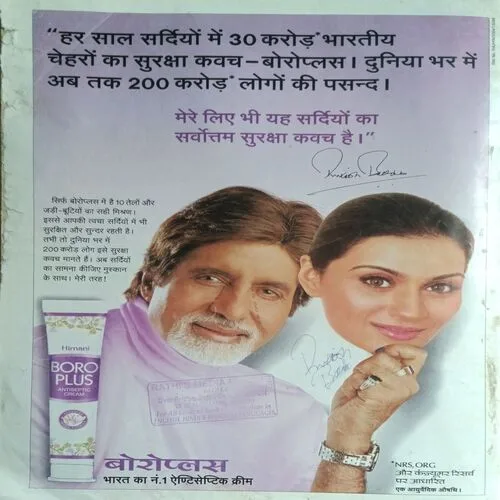 “हर साल सर्दियों में 30 करोड़* भारतीय
चेहरों का सुरक्षा कवच – बोरोप्लस। दुनिया भर में
अब तक 200 करोड़* लोगों की पसन्द।
मेरे लिए भी यह सर्दियों का
सर्वोत्तम सुरक्षा कवच है।”
सिर्फ बोरोप्लस में है 10 तेलों और
जड़ी-बूटियों का सही मिश्रण।
इससे आपकी त्वचा सर्दियों में भी
सुरक्षित और सुन्दर रहती है।
तभी तो दुनिया भर में
200 करोड़ लोग इसे सुरक्षा
कवच मानते हैं। अब सर्दियों
का सामना कीजिए मुस्कान
के साथ। मेरी तरह!
Himani
BORO
PLUS
ANTISEPTIC
CREAM
बोरोप्लस
भारत का नं.1 ऐण्टिसेप्टिक क्रीम
*NRS, ORG
और कंज़्यूमर रिसर्च
पर आधारित
एक आयुर्वेदिक औषधि।